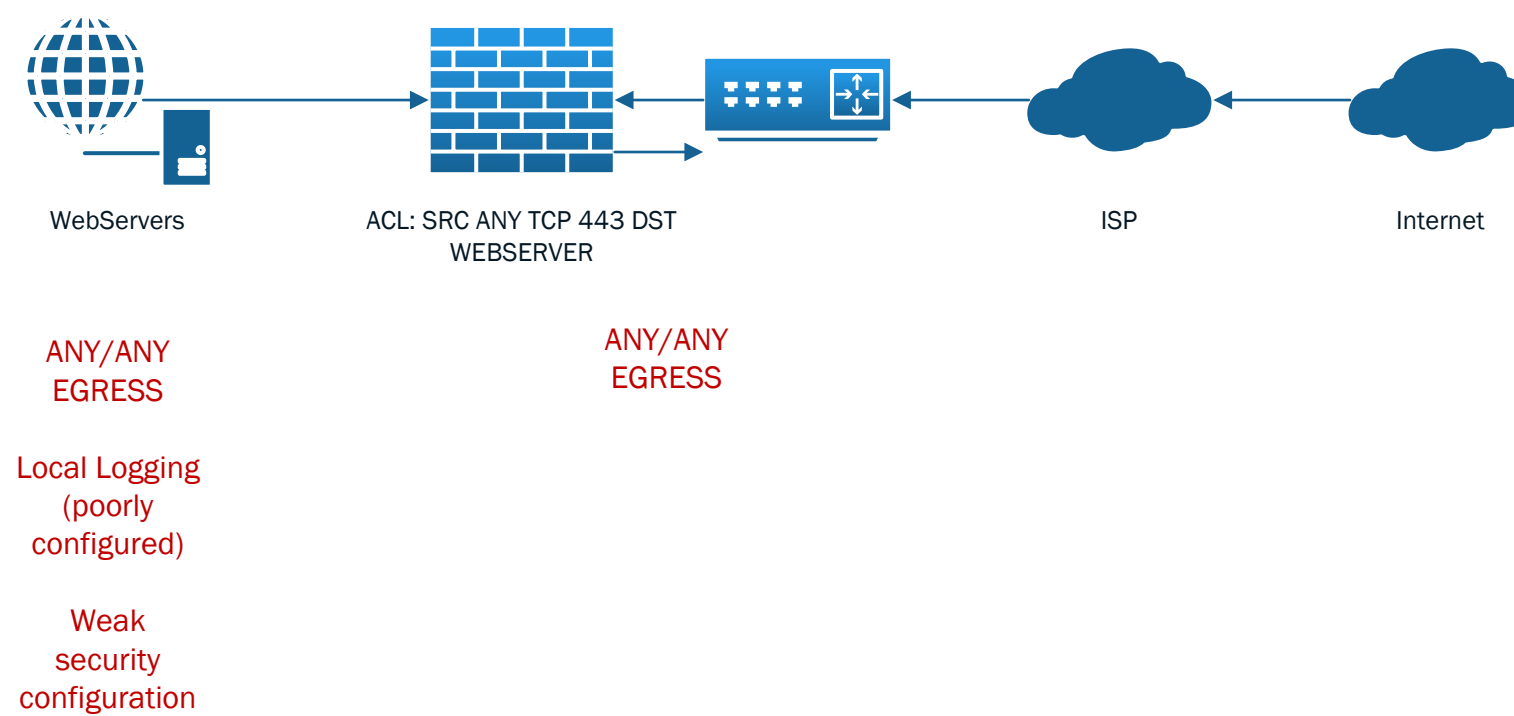 WebServers
ACL: SRC ANY TCP 443 DST
WEBSERVER
ISP
Internet
ANY/ANY
EGRESS
ANY/ANY
EGRESS
Local Logging
(poorly
configured)
Weak
security
configuration